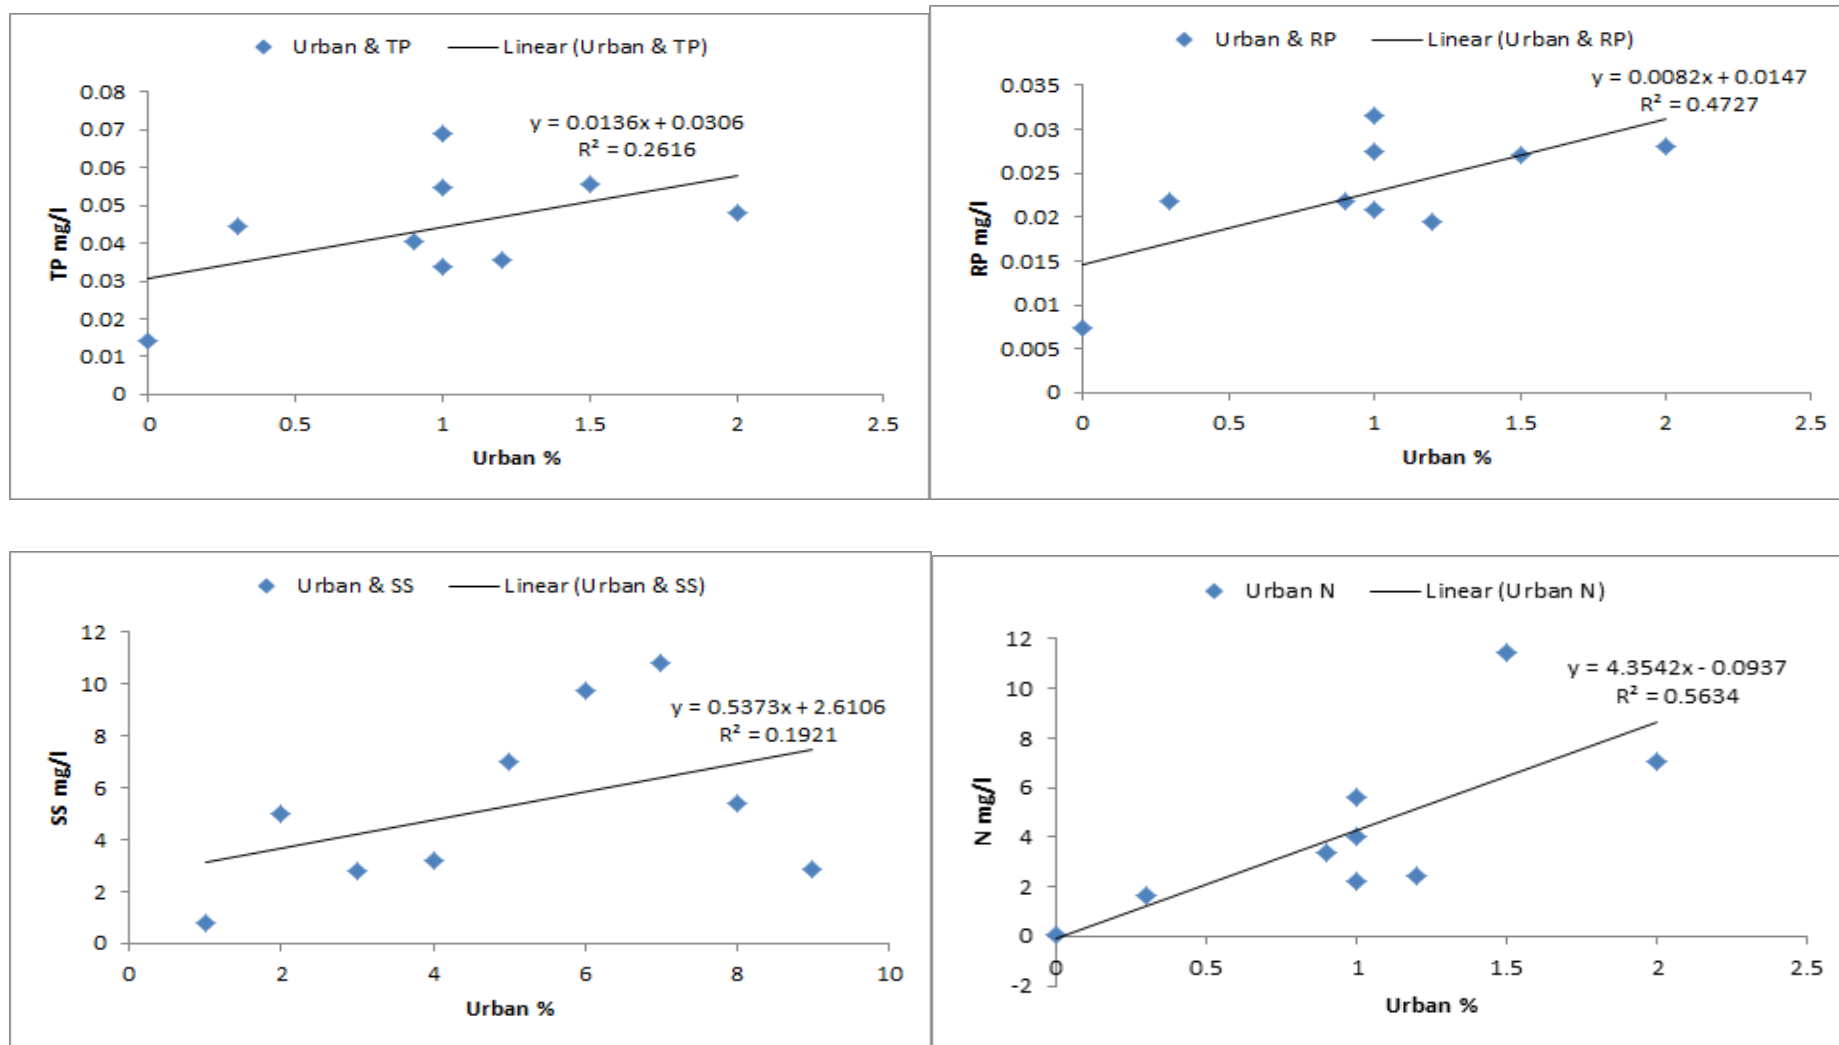 Urban & TP Linear (Urban & TP)
y = 0.0136x + 0.0306
R² = 0.2616
TP mg/l
0.08
0.07
0.06
0.05
0.04
0.03
0.02
0.01
0
0 0.5 1 1.5 2 2.5
Urban %
Urban & RP Linear (Urban & RP)
y = 0.0082x + 0.0147
R² = 0.4727
RP mg/l
0.035
0.03
0.025
0.02
0.015
0.01
0.005
0
0 0.5 1 1.5 2 2.5
Urban %
Urban & SS Linear (Urban & SS)
y = 0.5373x + 2.6106
R² = 0.1921
SS mg/l
12
10
8
6
4
2
0
0 2 4 6 8 10
Urban %
Urban N Linear (Urban N)
y = 4.3542x - 0.0937
R² = 0.5634
N mg/l
12
10
8
6
4
2
0
-2
0 0.5 1 1.5 2 2.5
Urban %